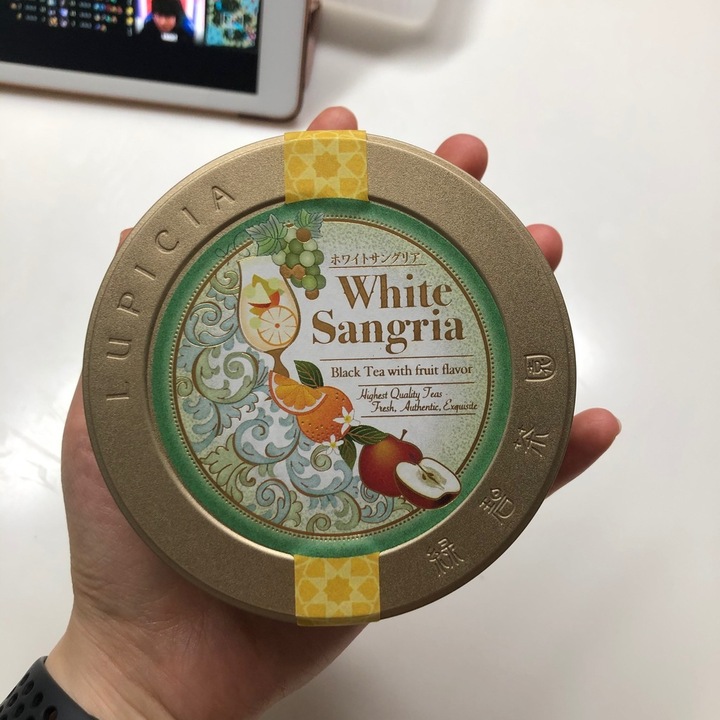 LUPICIA
ホワイトサングリア
White
Sangria
Black Tea with fruit flavor
Highest Quality Teas
Fresh, Authentic, Exquisite
緑碧茶園